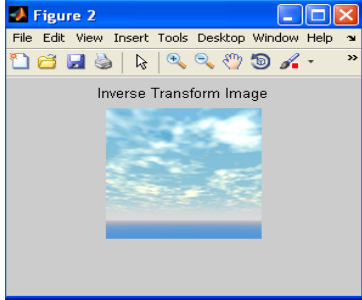 Figure 2
File Edit View Insert Tools Desktop Window Help
Inverse Transform Image